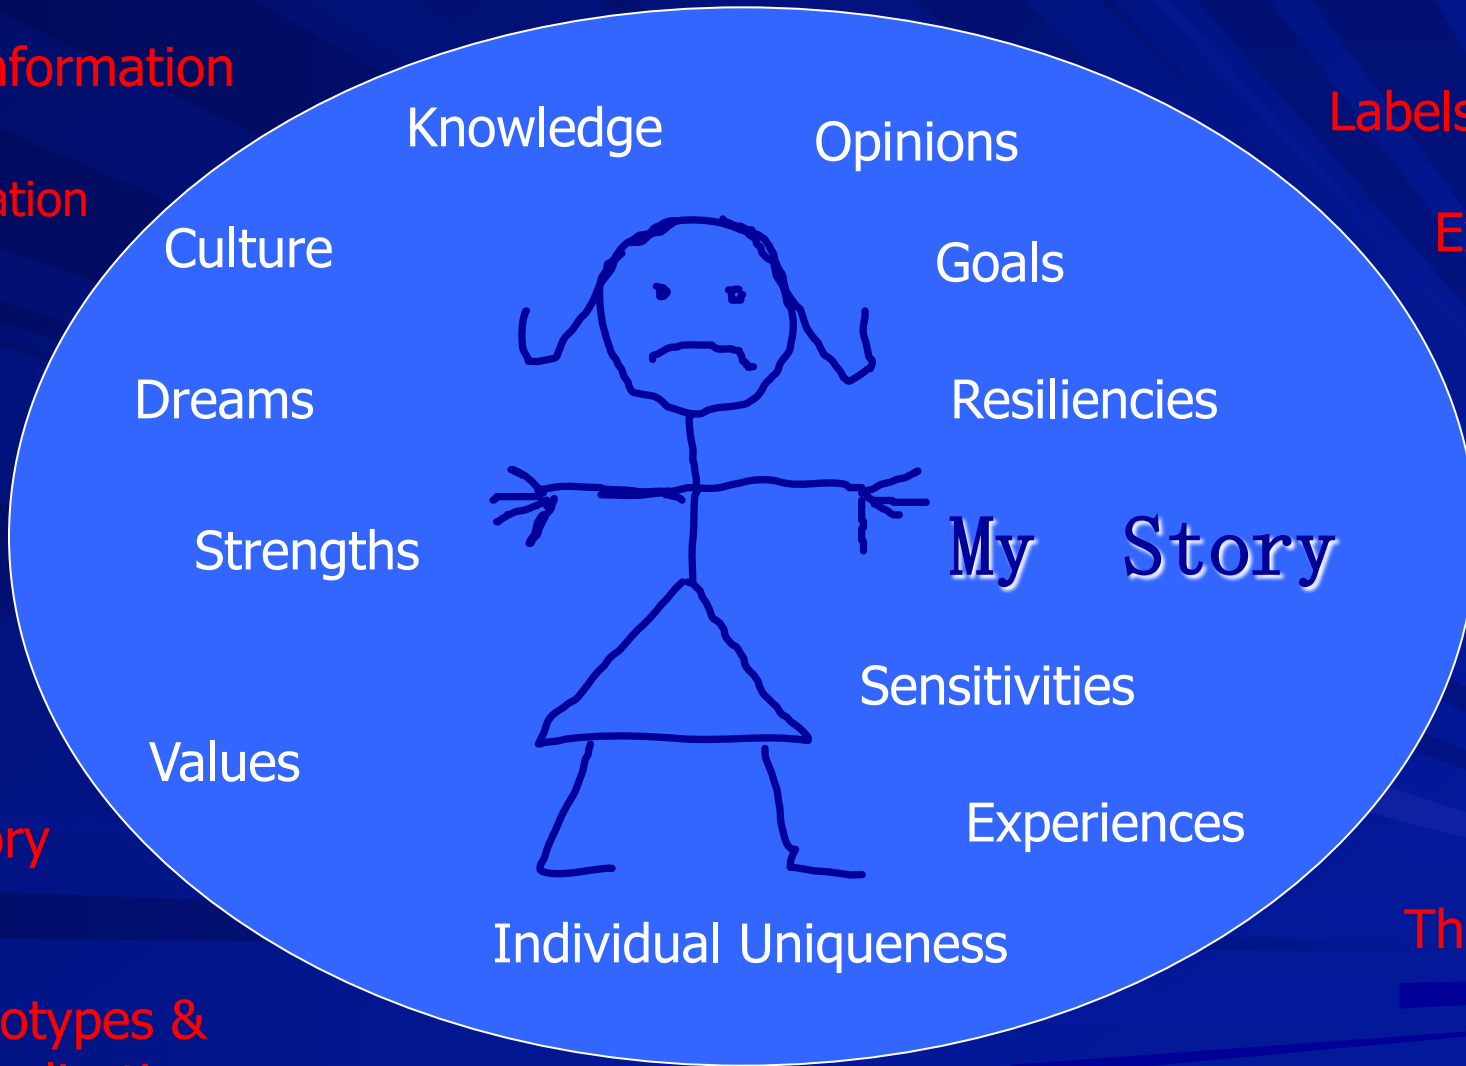 nformation
Labels
Knowledge
Opinions
ation
Culture
Goals
E
Dreams
Resiliencies
My Story
Strengths
Sensitivities
Values
Experiences
ory
Th
Individual Uniqueness
otypes &